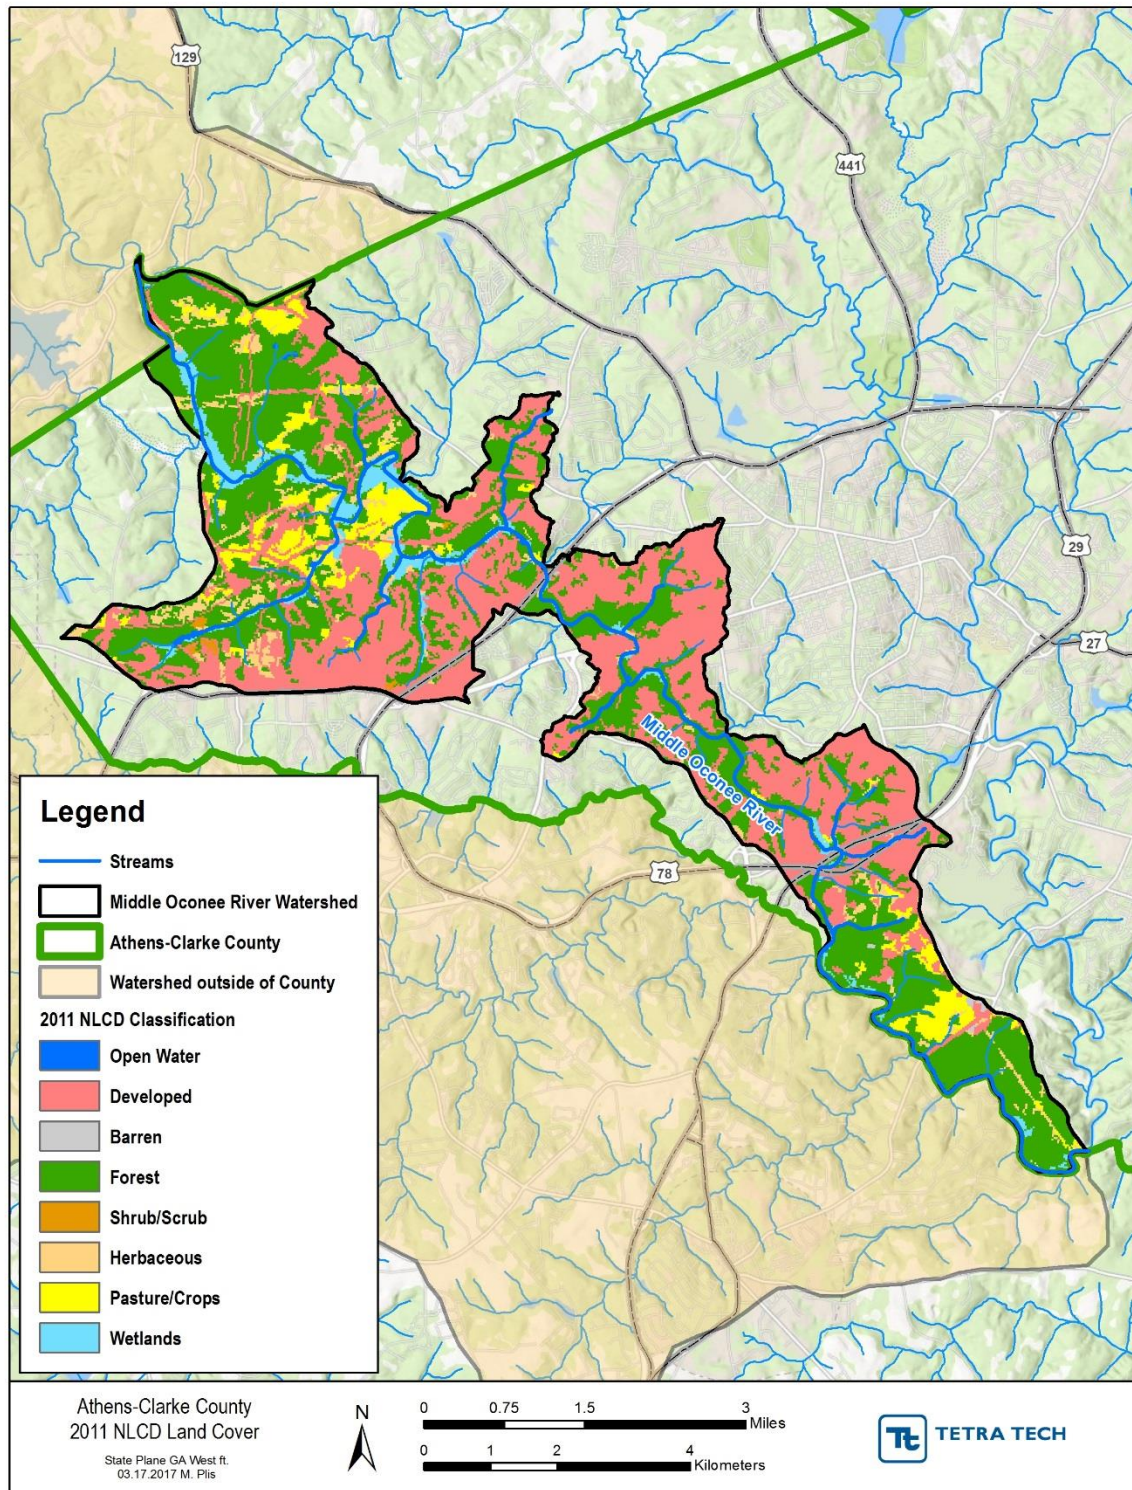 129
441
29
27
Middle Oconee River
78
Legend
Streams
Middle Oconee River Watershed
Athens-Clarke County
Watershed outside of County
2011 NLCD Classification
Open Water
Developed
Barren
Forest
Shrub/Scrub
Herbaceous
Pasture/Crops
Wetlands
Athens-Clarke County
2011 NLCD Land Cover
State Plane GA West ft.
03.17.2017 M. Plis
N
0 0.75 1.5 3
Miles
0 1 2 4
Kilometers
Tt TETRA TECH